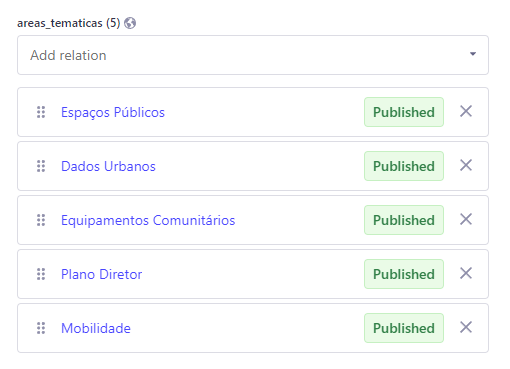 areas_tematicas (5)
Add relation
Espaços Públicos Published
Dados Urbanos Published
Equipamentos Comunitários Published
Plano Diretor Published
Mobilidade Published